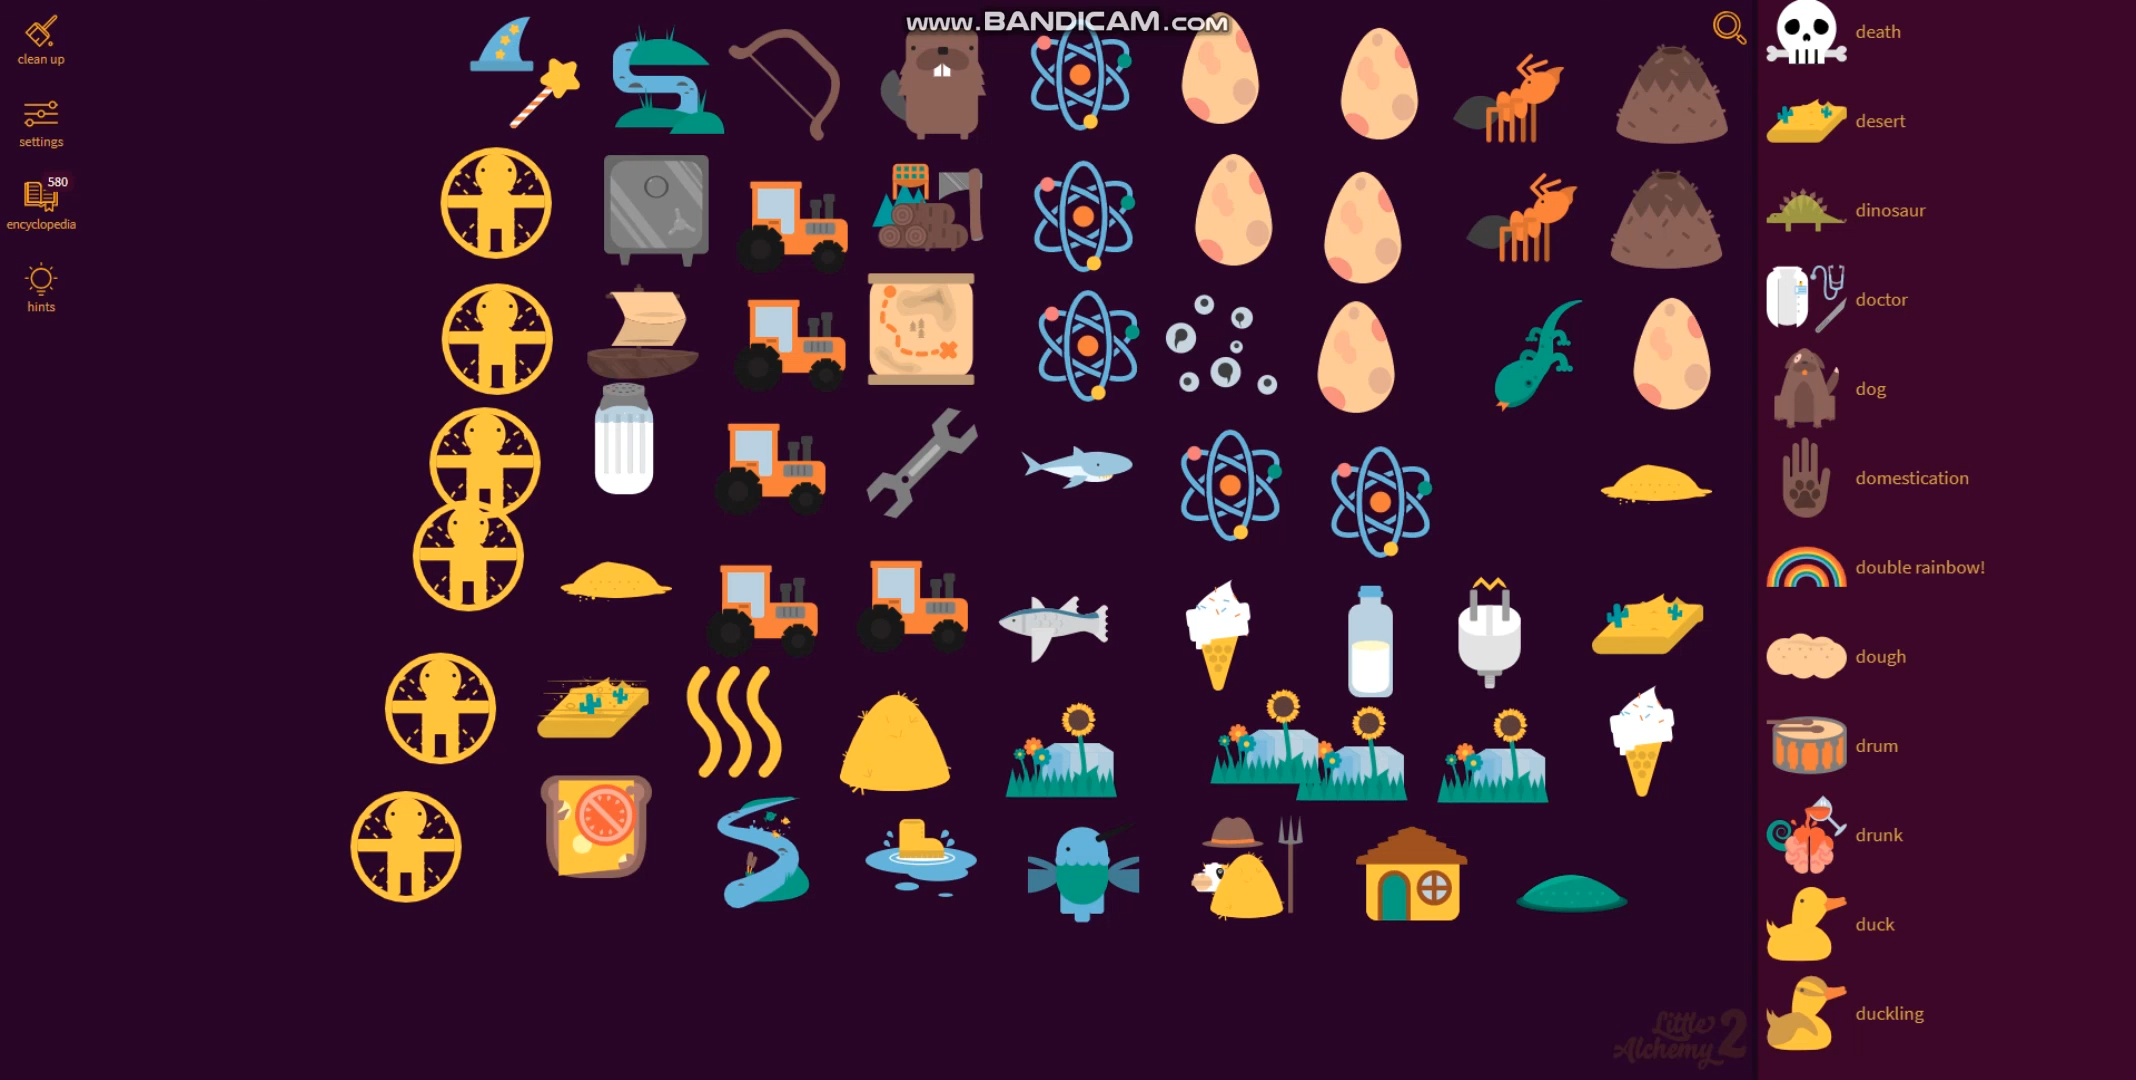 www.BANDICAM.com
clean up
settings
580
encyclopedia
hints
death
desert
dinosaur
doctor
dog
domestication
double rainbow!
dough
drum
drunk
duck
duckling
Little
Alchemy 2